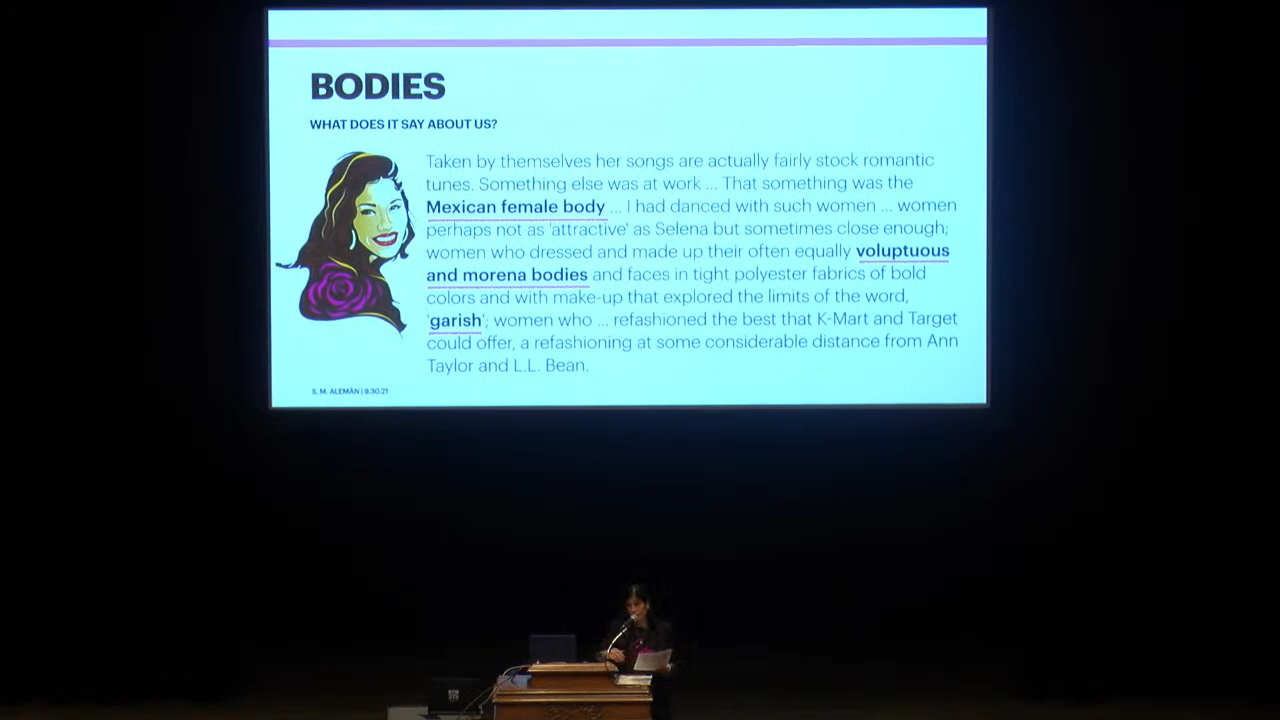 BODIES
WHAT DOES IT SAY ABOUT US?
Taken by themselves her songs are actually fairly stock romantic
tunes. Something else was at work ... That something was the
Mexican female body ... I had danced with such women ... women
perhaps not as 'attractive' as Selena but sometimes close enough;
women who dressed and made up their often equally voluptuous
and morena bodies and faces in tight polyester fabrics of bold
colors and with make-up that explored the limits of the word,
'garish'; women who ... refashioned the best that K-Mart and Target
could offer, a refashioning at some considerable distance from Ann
Taylor and L.L. Bean.
S. M. ALEMÁN | 9.30.21